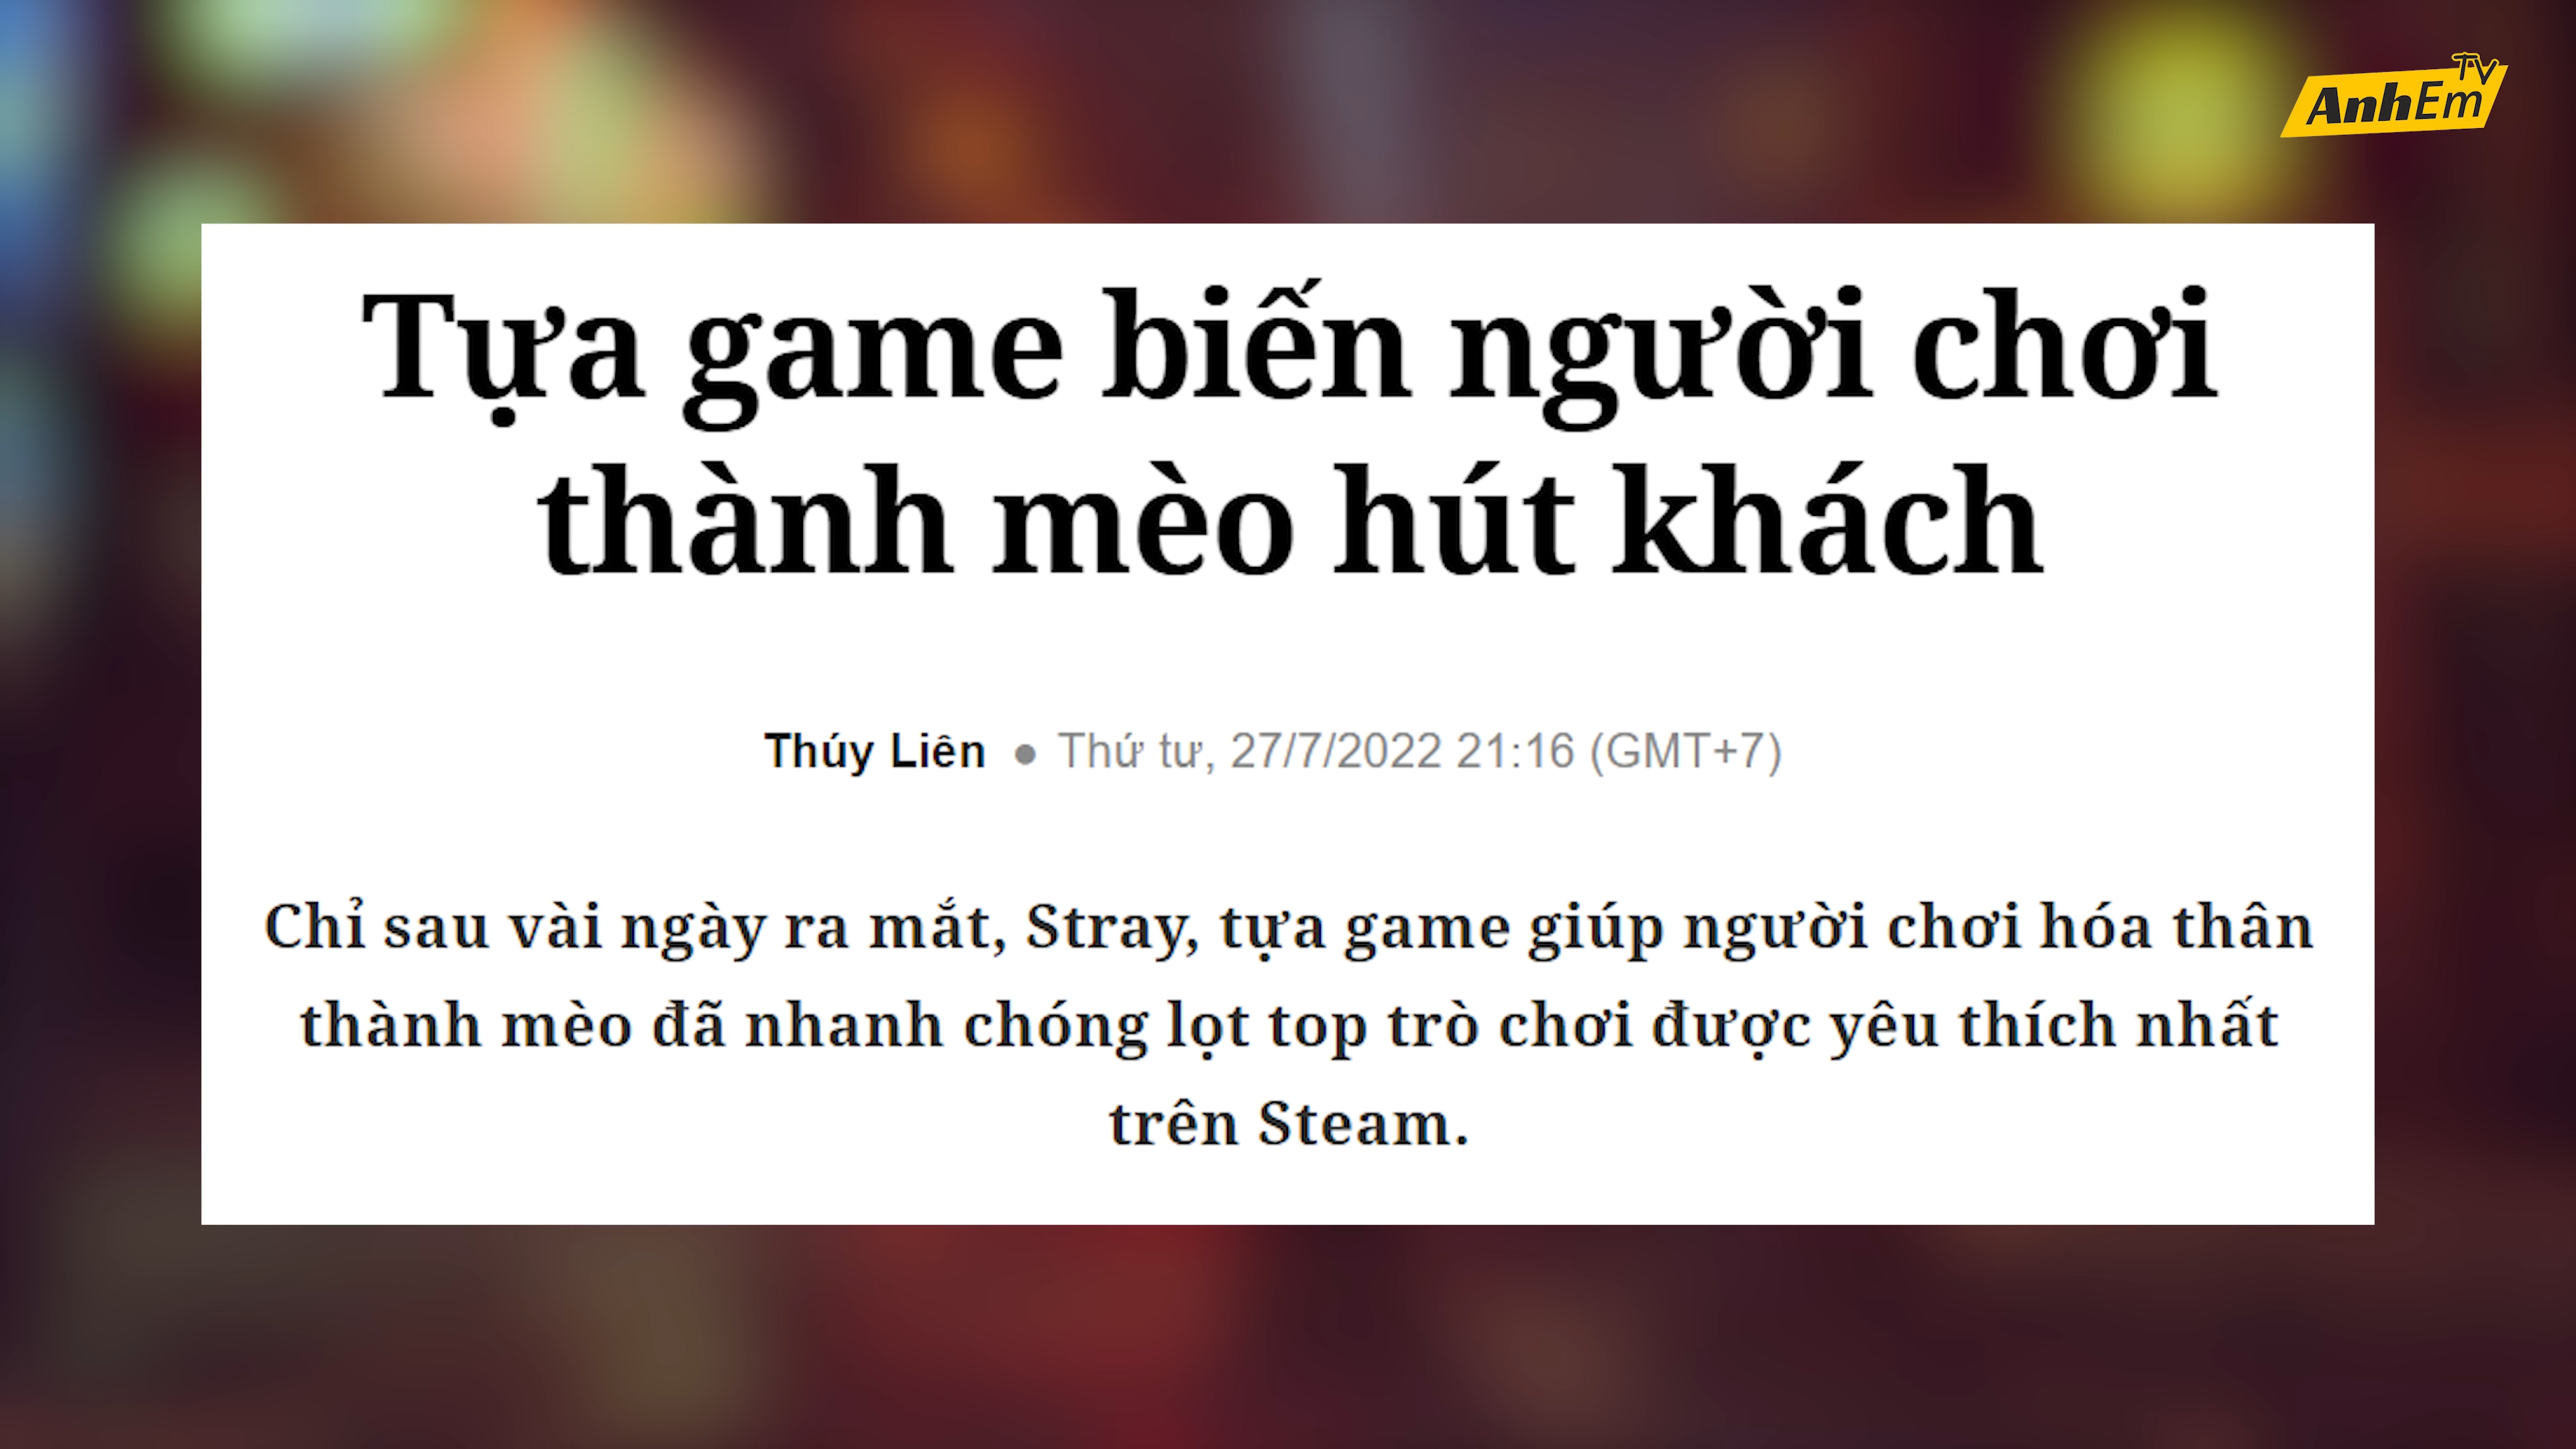 AnhEm TV
Tựa game biến người chơi
thành mèo hút khách
Thúy Liên ● Thứ tư, 27/7/2022 21:16 (GMT+7)
Chỉ sau vài ngày ra mắt, Stray, tựa game giúp người chơi hóa thân
thành mèo đã nhanh chóng lọt top trò chơi được yêu thích nhất
trên Steam.